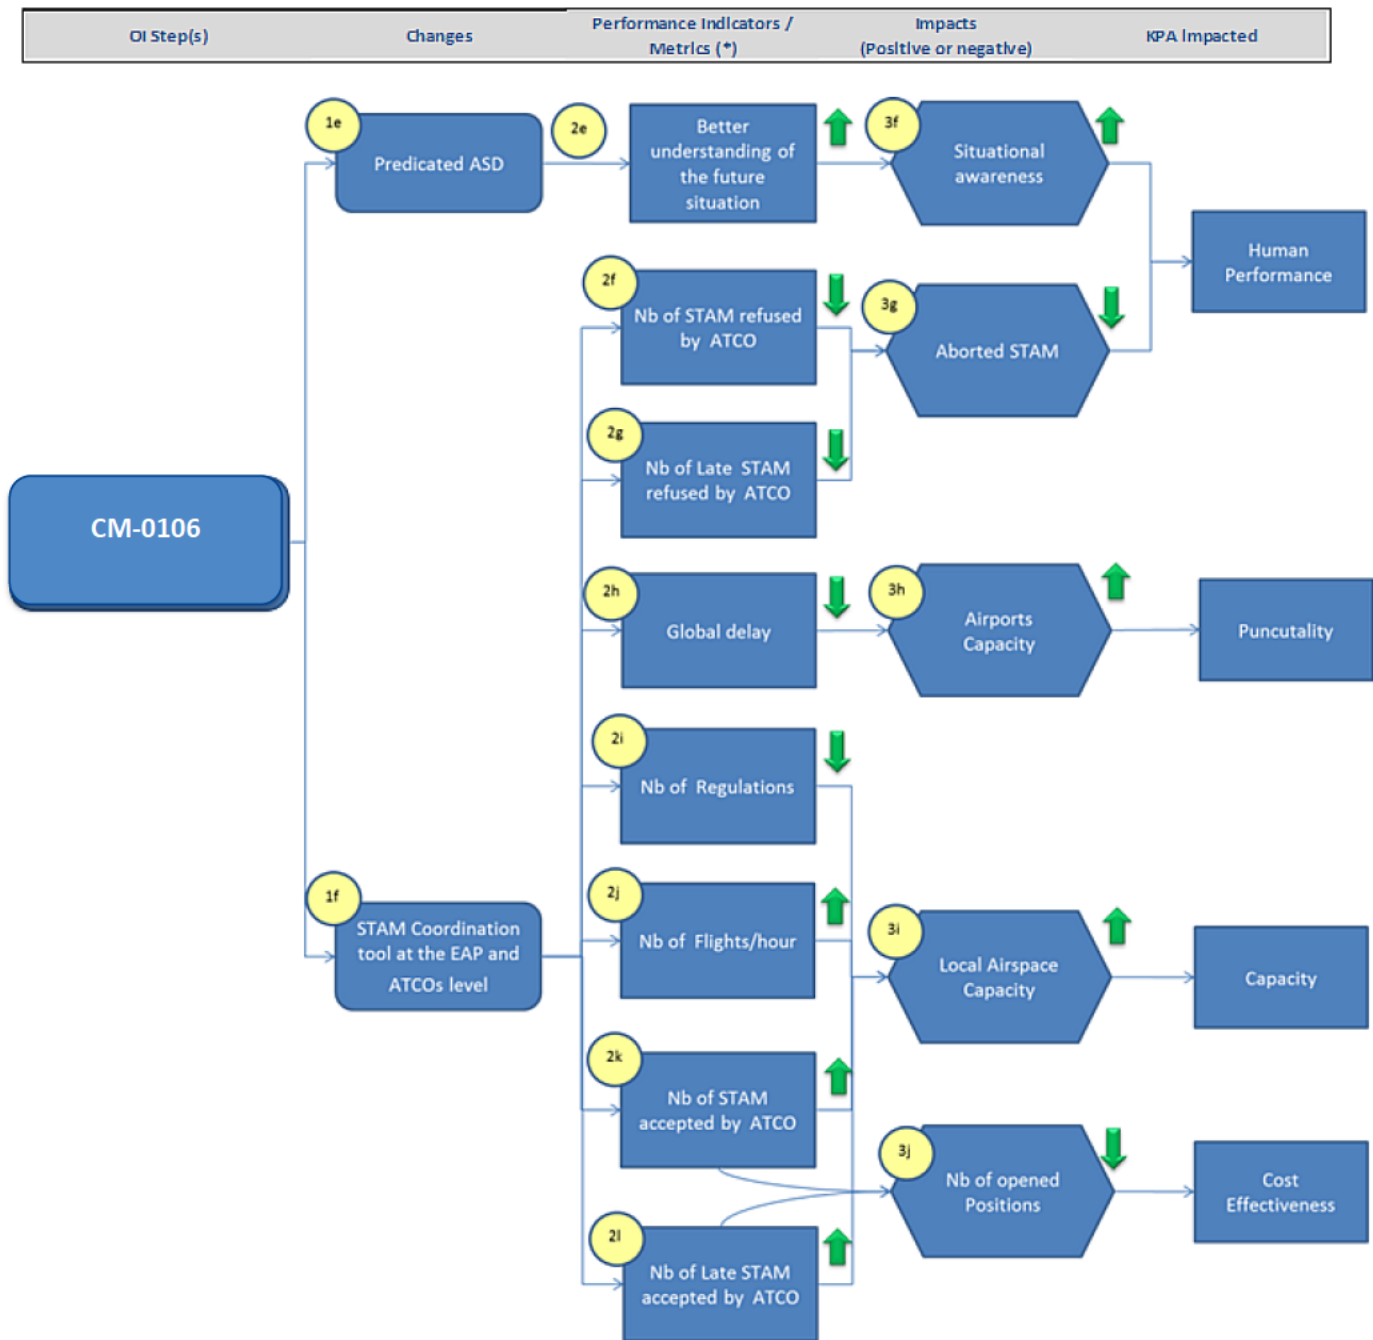 OI Step(s)
Changes
Performance Indicators /
Metrics (*)
Impacts
(Positive or negative)
KPA impacted
1e
Predicated ASD
2e
Better
understanding of
the future
situation
3f
Situational
awareness
Human
Performance
2f
Nb of STAM refused
by ATCO
3g
Aborted STAM
2g
Nb of Late STAM
refused by ATCO
CM-0106
2h
Global delay
3h
Airports
Capacity
Puncutality
2i
Nb of Regulations
1f
STAM Coordination
tool at the EAP and
ATCOs level
2j
Nb of Flights/hour
3i
Local Airspace
Capacity
Capacity
2k
Nb of STAM
accepted by ATCO
3j
Nb of opened
Positions
Cost
Effectiveness
2l
Nb of Late STAM
accepted by ATCO